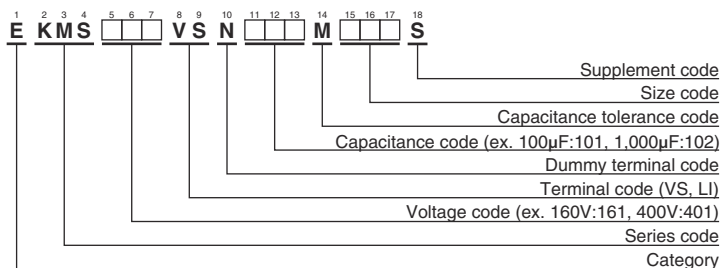 1 2 3 4 5 6 7 8 9 10 11 12 13 14 15 16 17 18
E KMS □□□ VS N □□□ M □□□ S
Supplement code
Size code
Capacitance tolerance code
Capacitance code (ex. 100μF:101, 1,000μF:102)
Dummy terminal code
Terminal code (VS, LI)
Voltage code (ex. 160V:161, 400V:401)
Series code
Category